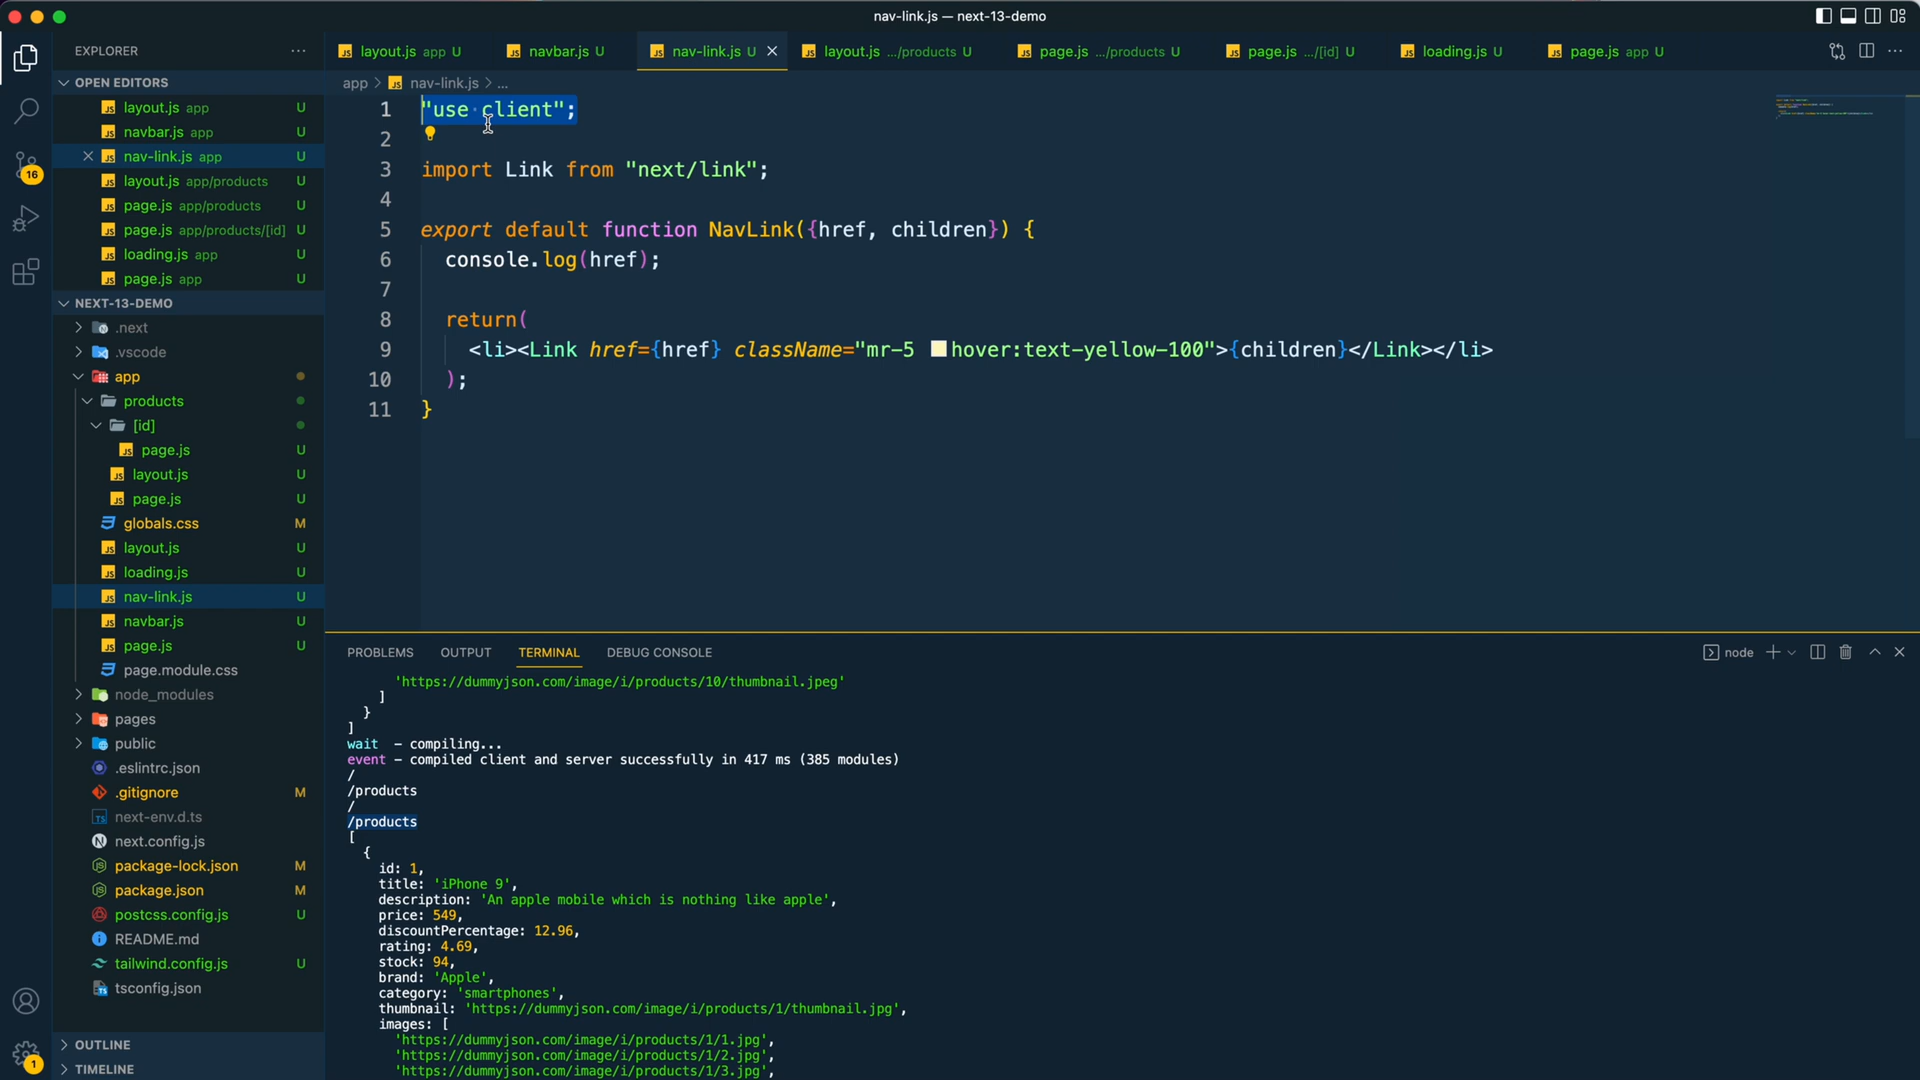 nav-link.js — next-13-demo
EXPLORER
layout.js app U
navbar.js U
nav-link.js U
layout.js .../products U
page.js .../products U
page.js .../[id] U
loading.js U
page.js app U
OPEN EDITORS
layout.js app U
navbar.js app U
nav-link.js app U
layout.js app/products U
page.js app/products U
page.js app/products/[id] U
loading.js app U
page.js app U
NEXT-13-DEMO
.next
.vscode
app
products
[id]
page.js U
layout.js U
page.js U
globals.css M
layout.js U
loading.js U
nav-link.js U
navbar.js U
page.js U
page.module.css
node_modules
pages
public
.eslintrc.json
.gitignore M
next-env.d.ts
next.config.js
package-lock.json M
package.json M
postcss.config.js U
README.md
tailwind.config.js U
tsconfig.json
OUTLINE
TIMELINE
16
1
app > nav-link.js > ...
1 "use client";
2
3 import Link from "next/link";
4
5 export default function NavLink({href, children}) {
6 console.log(href);
7
8 return(
9 <li><Link href={href} className="mr-5 hover:text-yellow-100">{children}</Link></li>
10 );
11 }
PROBLEMS OUTPUT TERMINAL DEBUG CONSOLE
node
'https://dummyjson.com/image/i/products/10/thumbnail.jpeg'
]
}
]
wait - compiling...
event - compiled client and server successfully in 417 ms (385 modules)
/
/products
/
/products
[
{
id: 1,
title: 'iPhone 9',
description: 'An apple mobile which is nothing like apple',
price: 549,
discountPercentage: 12.96,
rating: 4.69,
stock: 94,
brand: 'Apple',
category: 'smartphones',
thumbnail: 'https://dummyjson.com/image/i/products/1/thumbnail.jpg',
images: [
'https://dummyjson.com/image/i/products/1/1.jpg',
'https://dummyjson.com/image/i/products/1/2.jpg',
'https://dummyjson.com/image/i/products/1/3.jpg',